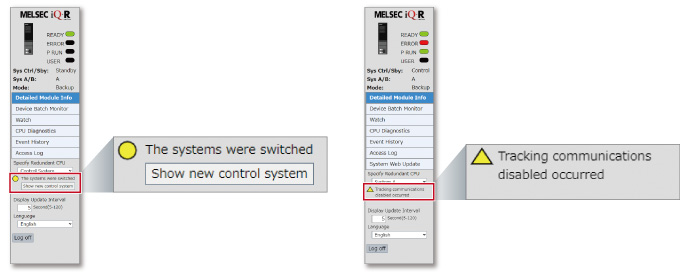 MELSEC iQ-R
READY
ERROR
P RUN
USER
Sys Ctrl/Sby: Standby
Sys A/B: A
Mode: Backup
Detailed Module Info
Device Batch Monitor
Watch
CPU Diagnostics
Event History
Access Log
Specify Redundant CPU
Control System
The systems were switched
Show new control system
Display Update Interval
5 Second(5-120)
Language
English
Log off
The systems were switched
Show new control system
MELSEC iQ-R
READY
ERROR
P RUN
USER
Sys Ctrl/Sby: Control
Sys A/B: A
Mode: Backup
Detailed Module Info
Device Batch Monitor
Watch
CPU Diagnostics
Event History
Access Log
System Web Update
Specify Redundant CPU
System A
Tracking communications
disabled occurred
Display Update Interval
5 Second(5-120)
Language
English
Log off
Tracking communications
disabled occurred